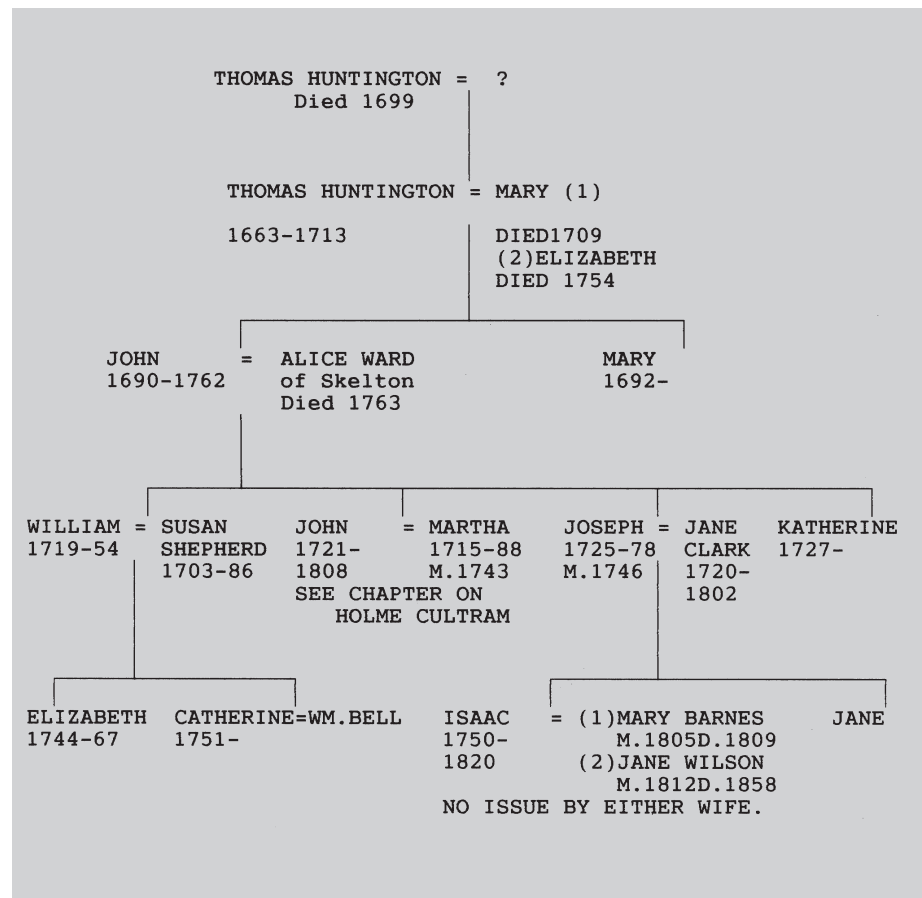 THOMAS HUNTINGTON = ?
Died 1699
THOMAS HUNTINGTON = MARY (1)
1663-1713 DIED1709
(2)ELIZABETH
DIED 1754
JOHN = ALICE WARD MARY
1690-1762 of Skelton 1692-
Died 1763
WILLIAM = SUSAN JOHN = MARTHA JOSEPH = JANE KATHERINE
1719-54 SHEPHERD 1721- 1715-88 1725-78 CLARK 1727-
1703-86 1808 M.1743 M.1746 1720-
SEE CHAPTER ON 1802
HOLME CULTRAM
ELIZABETH CATHERINE=WM.BELL ISAAC = (1)MARY BARNES JANE
1744-67 1751- 1750- M.1805D.1809
1820 (2)JANE WILSON
M.1812D.1858
NO ISSUE BY EITHER WIFE.